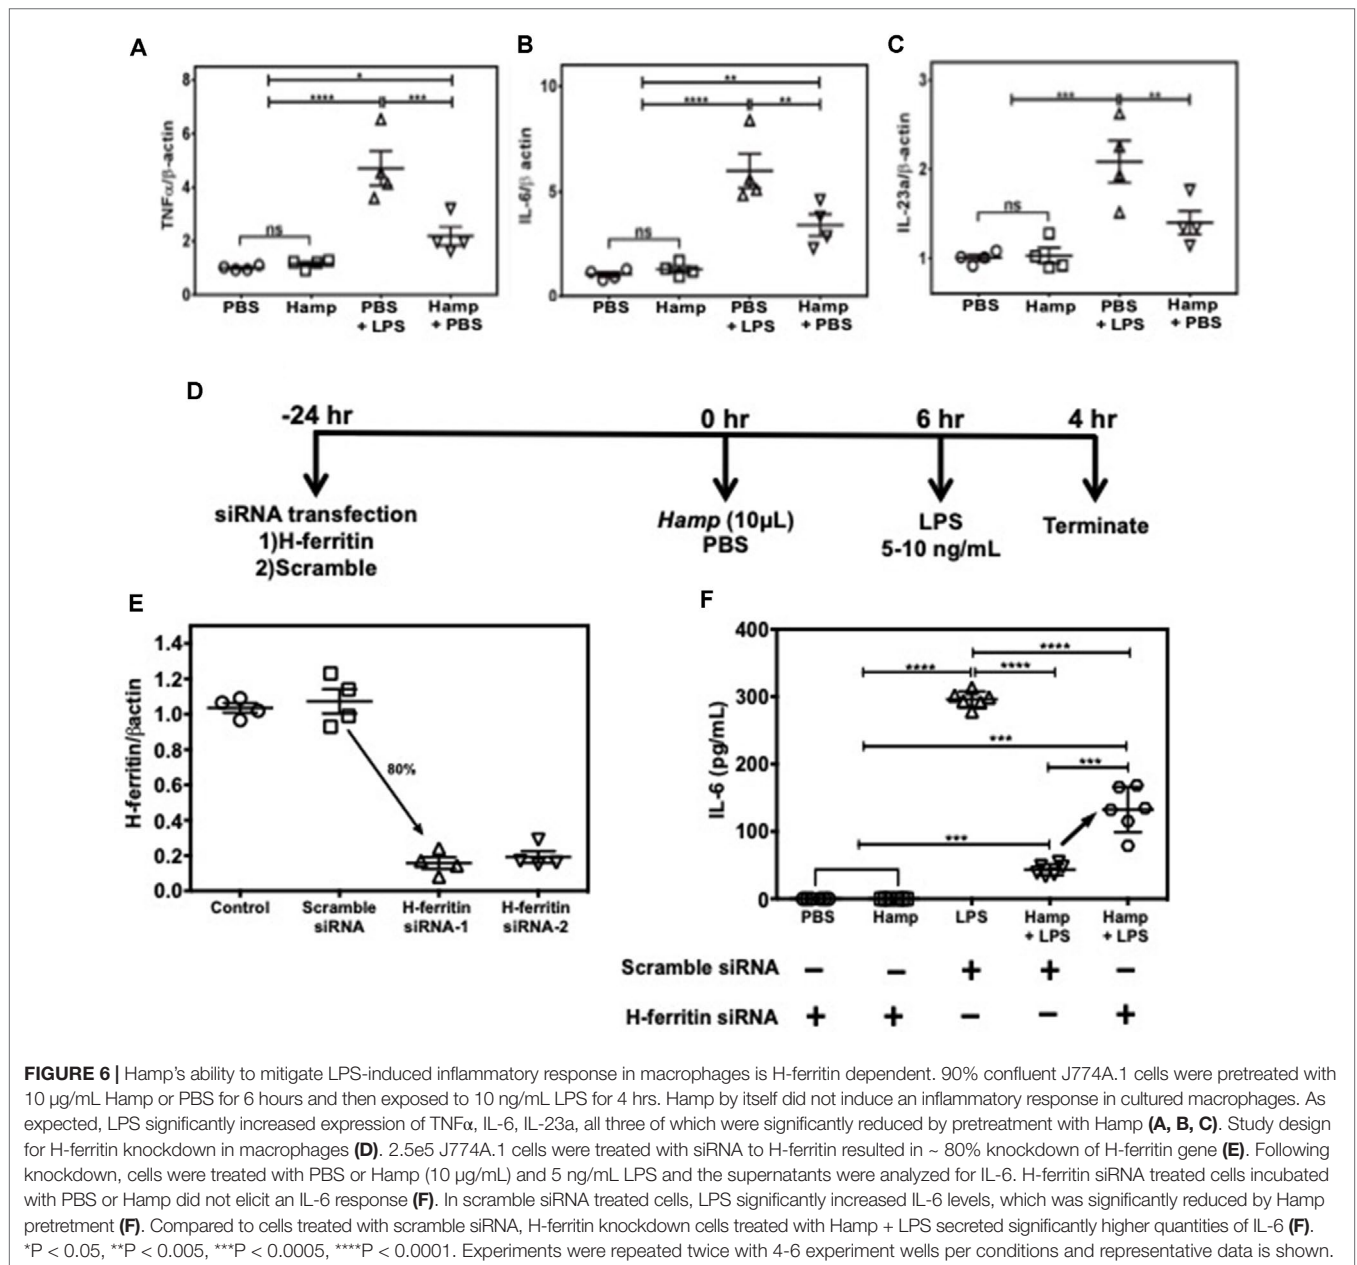 A
TNFα/β-actin
8
6
4
2
0
*
**** ***
ns
PBS Hamp PBS + LPS Hamp + PBS
B
IL-6/β actin
10
5
0
**
**** **
ns
PBS Hamp PBS + LPS Hamp + PBS
C
IL-23a/β-actin
3
2
1
*** **
ns
PBS Hamp PBS + LPS Hamp + PBS
D
-24 hr 0 hr 6 hr 4 hr
siRNA transfection
1)H-ferritin
2)Scramble
Hamp (10µL)
PBS
LPS
5-10 ng/mL
Terminate
E
H-ferritin/βactin
1.4
1.2
1.0
0.8
0.6
0.4
0.2
0.0
80%
Control Scramble siRNA H-ferritin siRNA-1 H-ferritin siRNA-2
F
IL-6 (pg/mL)
400
300
200
100
0
****
**** ****
***
***
***
PBS Hamp LPS Hamp + LPS Hamp + LPS
Scramble siRNA − − + + −
H-ferritin siRNA + + − − +
FIGURE 6 | Hamp's ability to mitigate LPS-induced inflammatory response in macrophages is H-ferritin dependent. 90% confluent J774A.1 cells were pretreated with
10 µg/mL Hamp or PBS for 6 hours and then exposed to 10 ng/mL LPS for 4 hrs. Hamp by itself did not induce an inflammatory response in cultured macrophages. As
expected, LPS significantly increased expression of TNFα, IL-6, IL-23a, all three of which were significantly reduced by pretreatment with Hamp (A, B, C). Study design
for H-ferritin knockdown in macrophages (D). 2.5e5 J774A.1 cells were treated with siRNA to H-ferritin resulted in ~ 80% knockdown of H-ferritin gene (E). Following
knockdown, cells were treated with PBS or Hamp (10 µg/mL) and 5 ng/mL LPS and the supernatants were analyzed for IL-6. H-ferritin siRNA treated cells incubated
with PBS or Hamp did not elicit an IL-6 response (F). In scramble siRNA treated cells, LPS significantly increased IL-6 levels, which was significantly reduced by Hamp
pretretment (F). Compared to cells treated with scramble siRNA, H-ferritin knockdown cells treated with Hamp + LPS secreted significantly higher quantities of IL-6 (F).
*P < 0.05, **P < 0.005, ***P < 0.0005, ****P < 0.0001. Experiments were repeated twice with 4-6 experiment wells per conditions and representative data is shown.